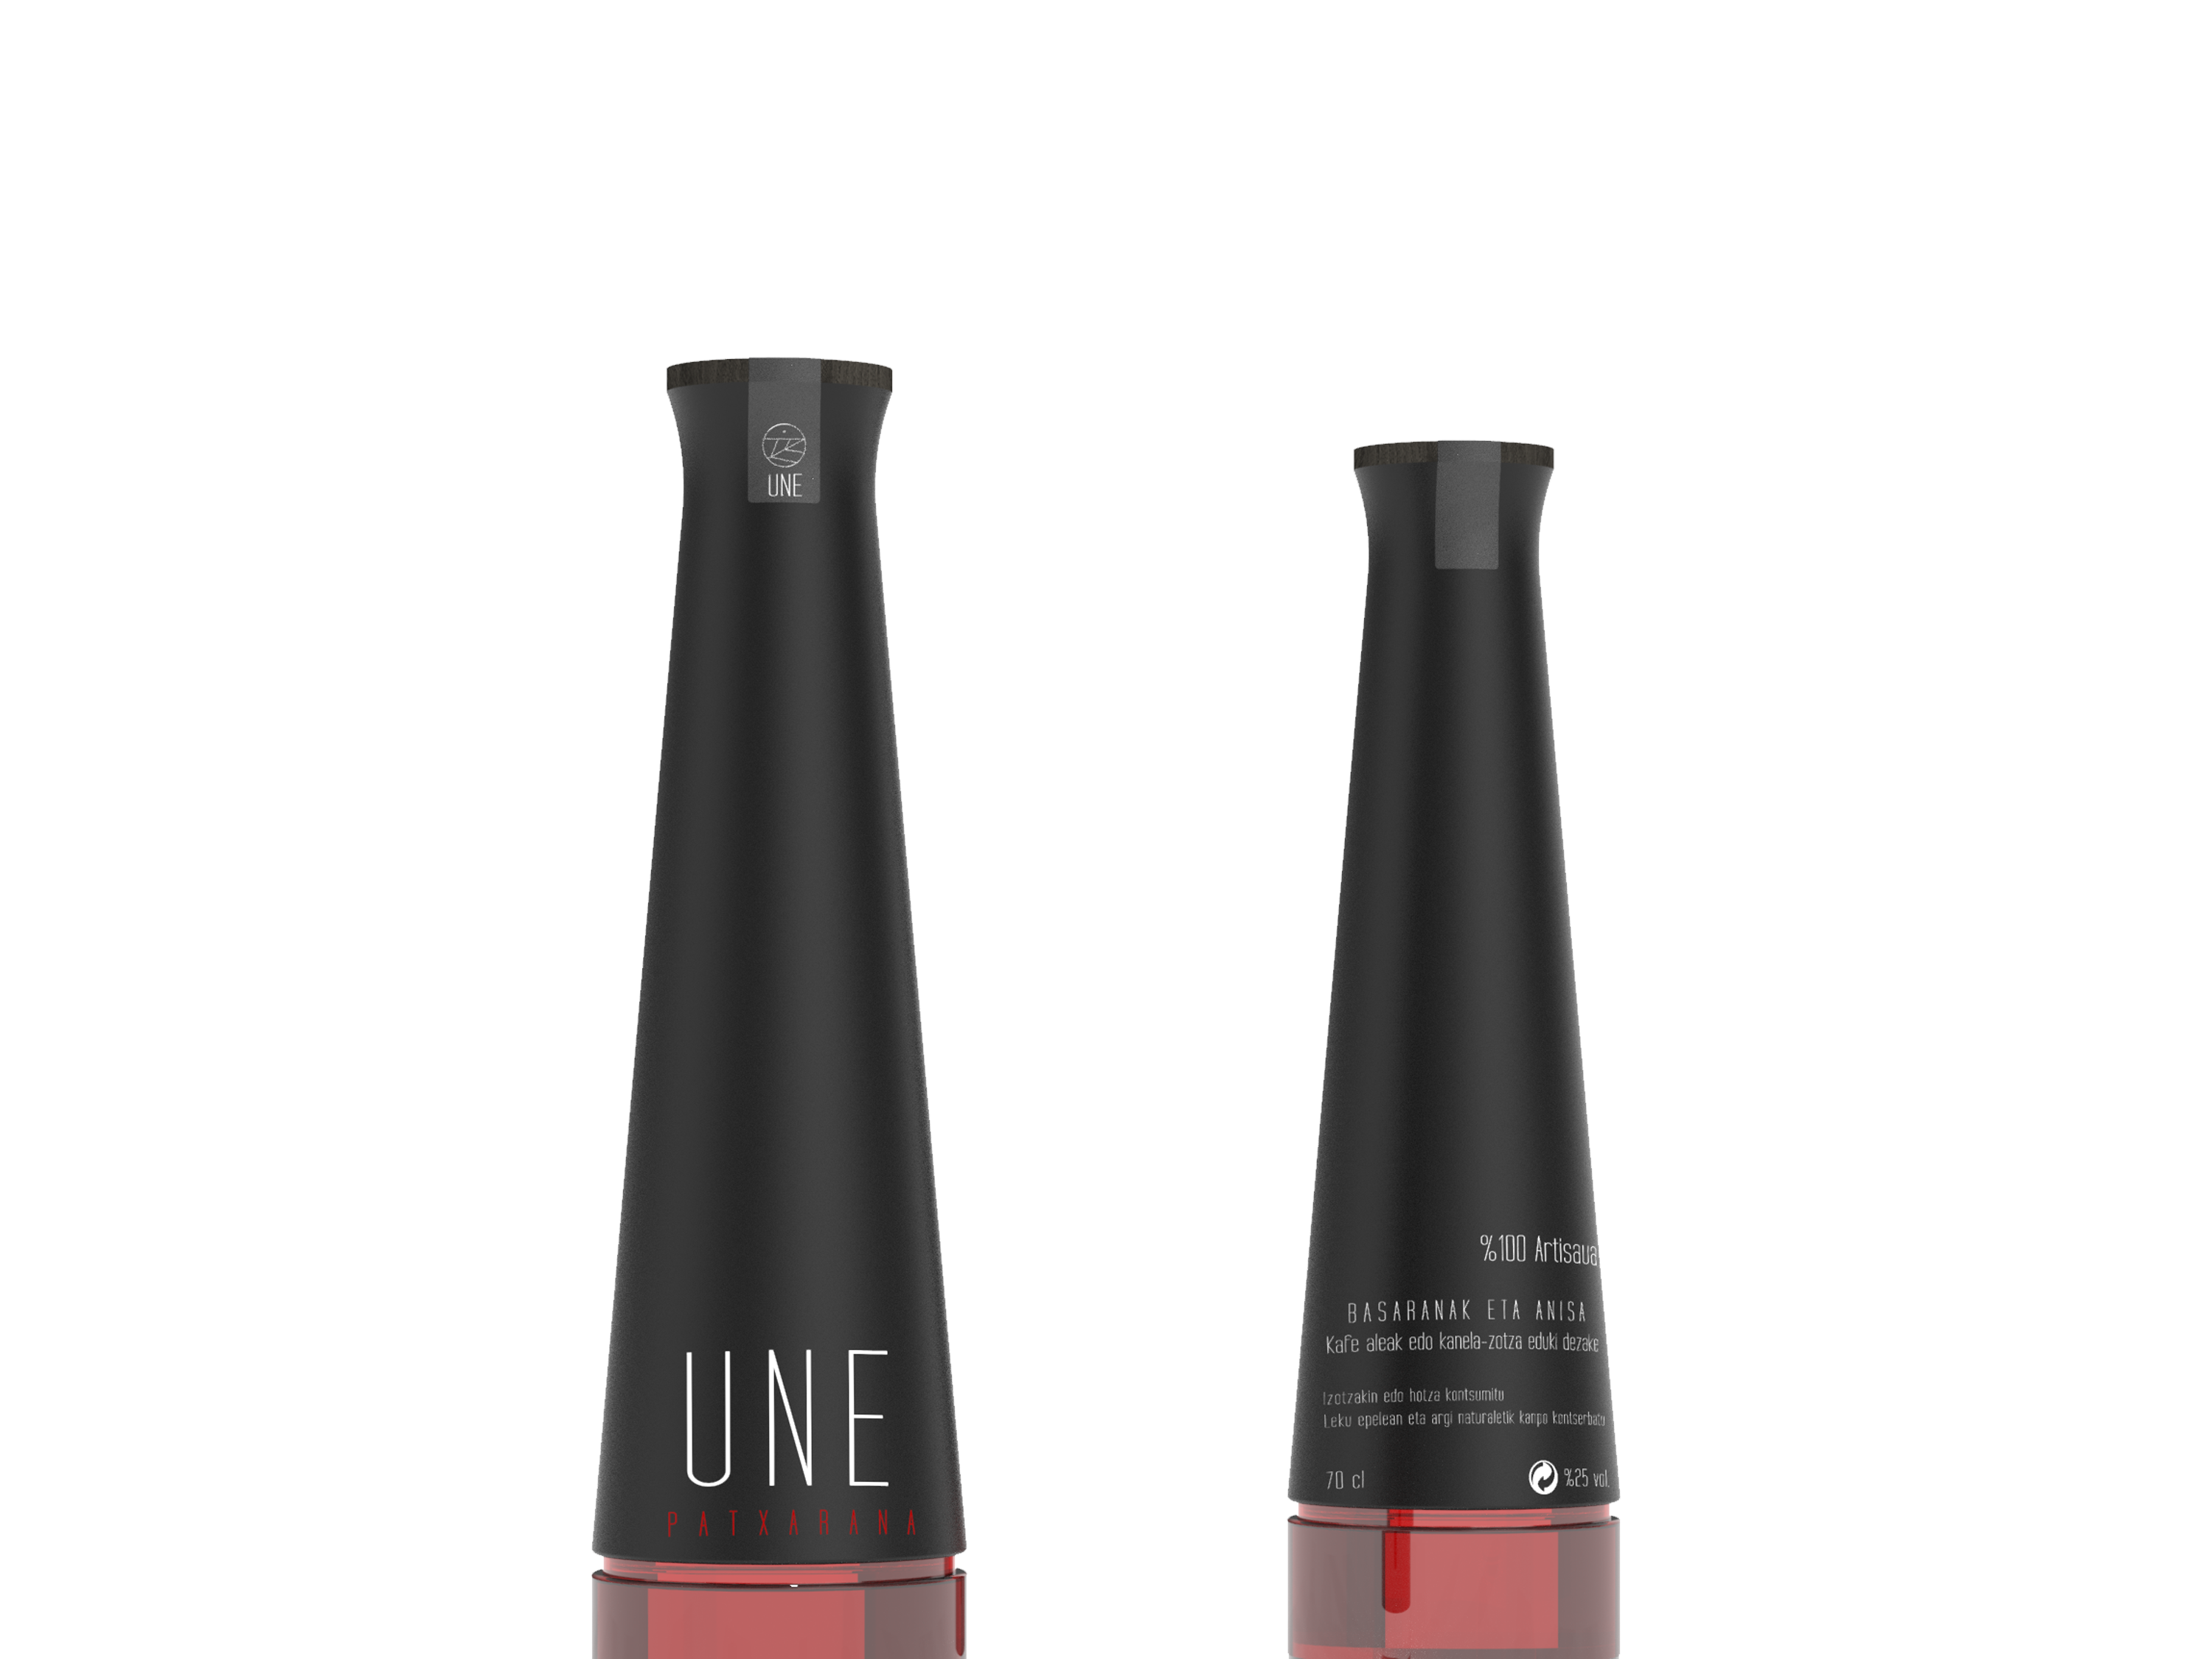 UNE
UNE
PATXARANA
%100 Artisaua
BASARANAK ETA ANISA
Kafe aleak edo kanela-zotza eduki dezake
Izotzakin edo hotza kontsumitu
Leku epelean eta argi naturaletik kanpo kontserbatu
70 cl
%25 vol.